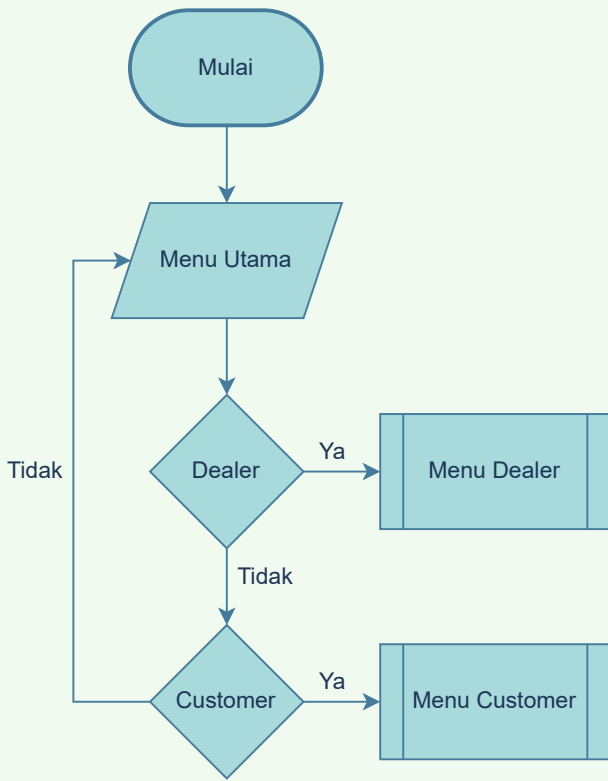 Mulai
Menu Utama
Dealer
Ya
Menu Dealer
Tidak
Tidak
Customer
Ya
Menu Customer